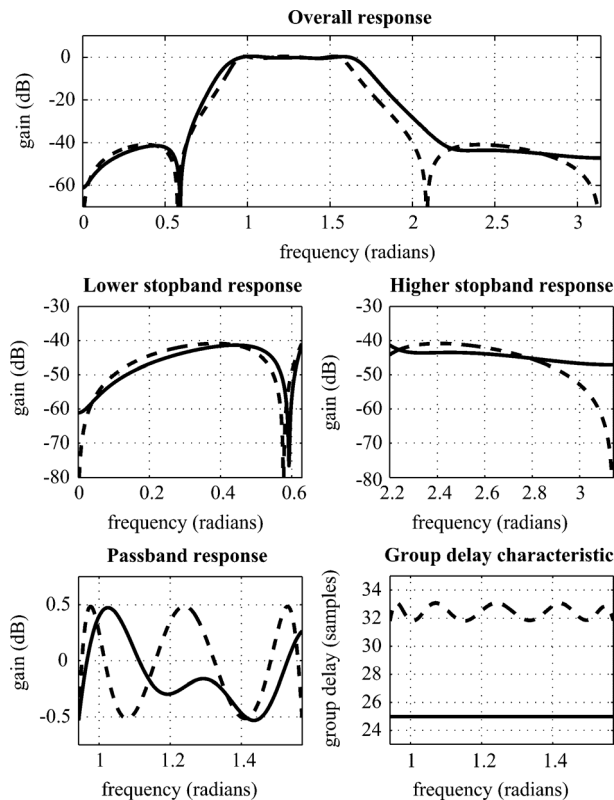 Overall response
gain (dB)
0
-20
-40
-60
0 0.5 1 1.5 2 2.5 3
frequency (radians)
Lower stopband response
gain (dB)
-30
-40
-50
-60
-70
-80
0 0.2 0.4 0.6
frequency (radians)
Higher stopband response
gain (dB)
-30
-40
-50
-60
-70
-80
2.2 2.4 2.6 2.8 3
frequency (radians)
Passband response
gain (dB)
0.5
0
-0.5
1 1.2 1.4
frequency (radians)
Group delay characteristic
group delay (samples)
34
32
30
28
26
24
1 1.2 1.4
frequency (radians)